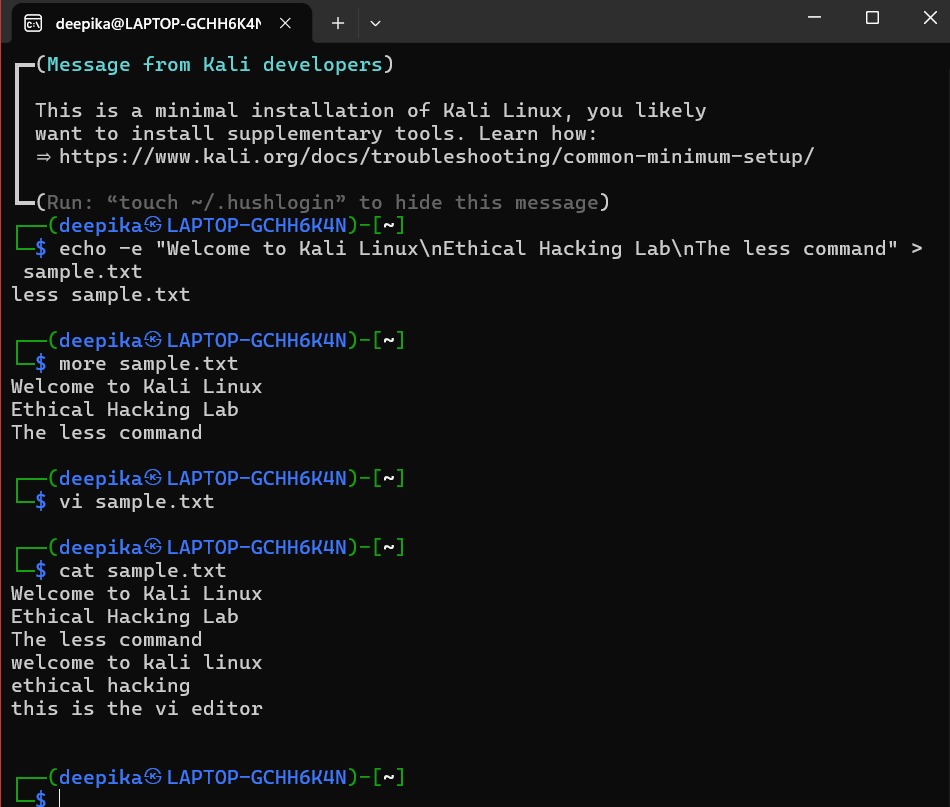 deepika@LAPTOP-GCHH6K4N
(Message from Kali developers)
This is a minimal installation of Kali Linux, you likely
want to install supplementary tools. Learn how:
⇒ https://www.kali.org/docs/troubleshooting/common-minimum-setup/
(Run: “touch ~/.hushlogin” to hide this message)
┌──(deepika㉿LAPTOP-GCHH6K4N)-[~]
└─$ echo -e "Welcome to Kali Linux\nEthical Hacking Lab\nThe less command" >
sample.txt
less sample.txt
┌──(deepika㉿LAPTOP-GCHH6K4N)-[~]
└─$ more sample.txt
Welcome to Kali Linux
Ethical Hacking Lab
The less command
┌──(deepika㉿LAPTOP-GCHH6K4N)-[~]
└─$ vi sample.txt
┌──(deepika㉿LAPTOP-GCHH6K4N)-[~]
└─$ cat sample.txt
Welcome to Kali Linux
Ethical Hacking Lab
The less command
welcome to kali linux
ethical hacking
this is the vi editor
┌──(deepika㉿LAPTOP-GCHH6K4N)-[~]
└─$